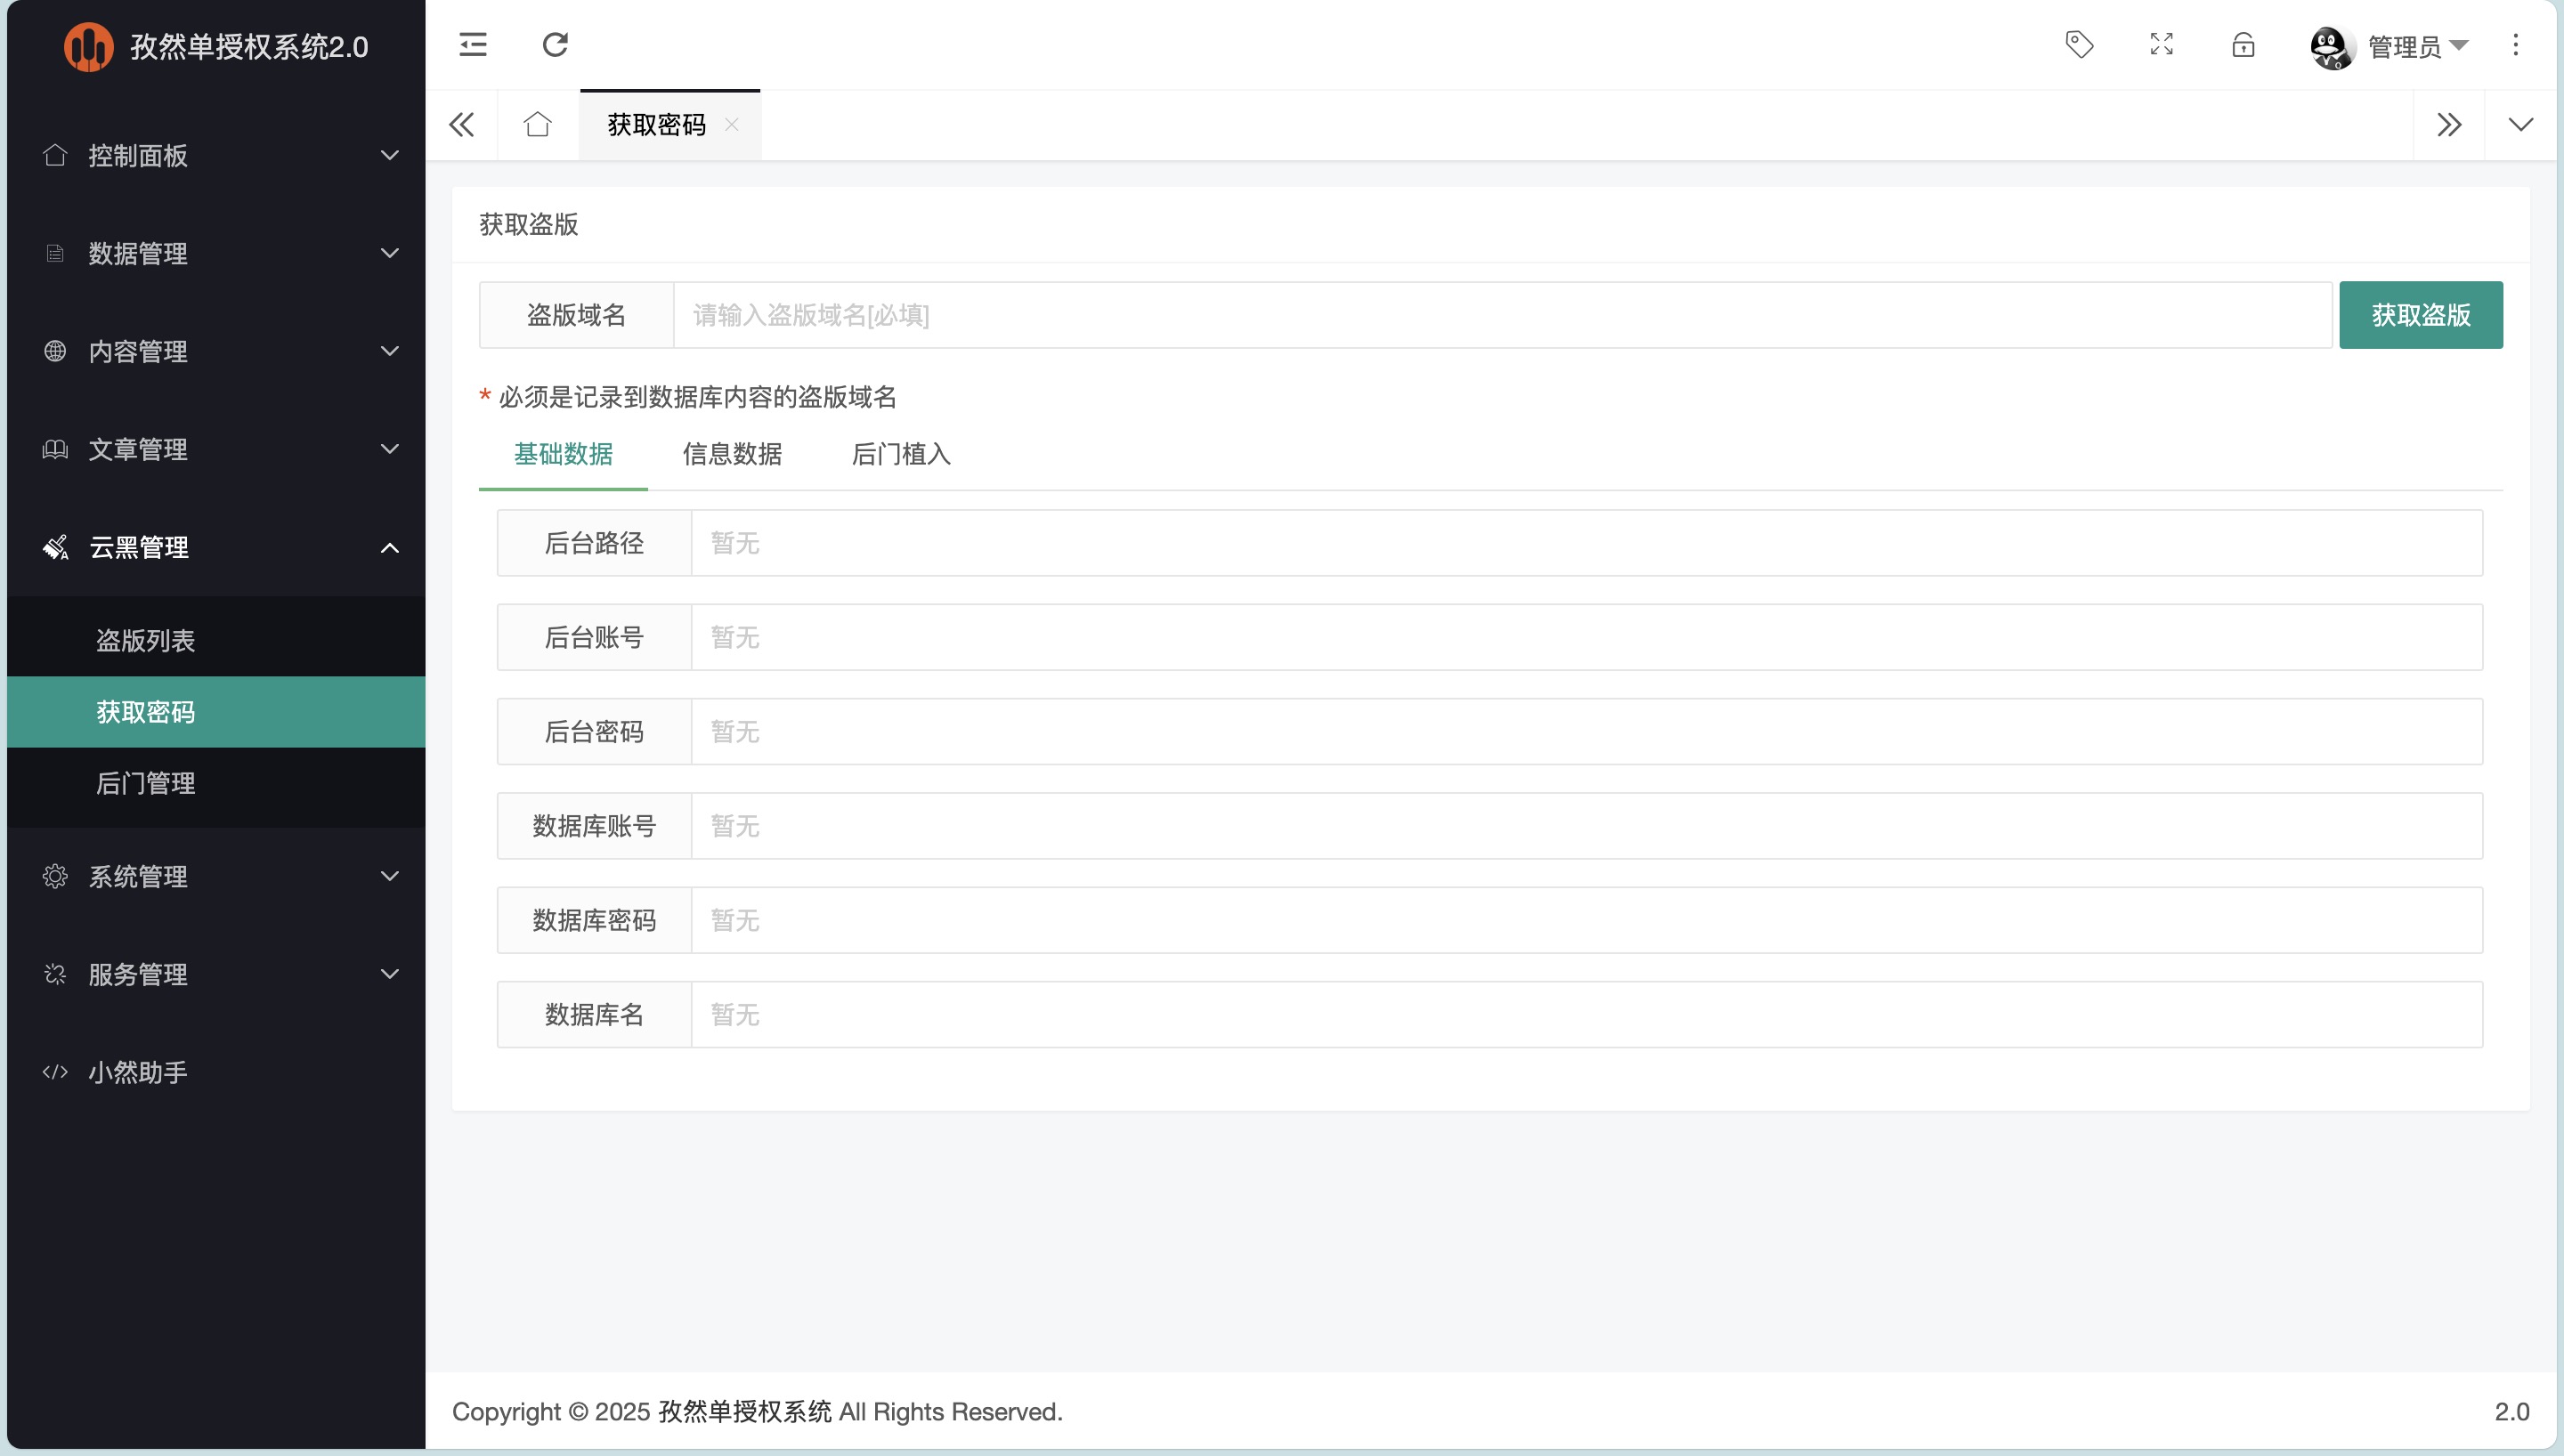 孜然单授权系统2.0
管理员
控制面板
数据管理
内容管理
文章管理
云黑管理
盗版列表
获取密码
后门管理
系统管理
服务管理
小然助手
获取密码
获取盗版
盗版域名
请输入盗版域名[必填]
获取盗版
* 必须是记录到数据库内容的盗版域名
基础数据 信息数据 后门植入
后台路径 暂无
后台账号 暂无
后台密码 暂无
数据库账号 暂无
数据库密码 暂无
数据库名 暂无
Copyright © 2025 孜然单授权系统 All Rights Reserved.
2.0